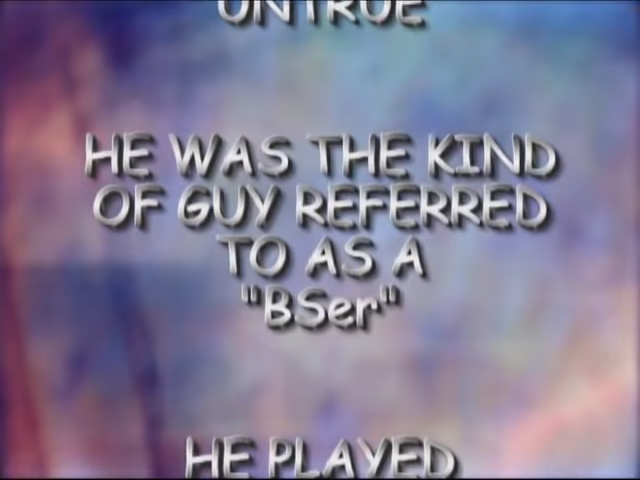 UNTRUE
HE WAS THE KIND
OF GUY REFERRED
TO AS A
"BSer"
HE PLAYED